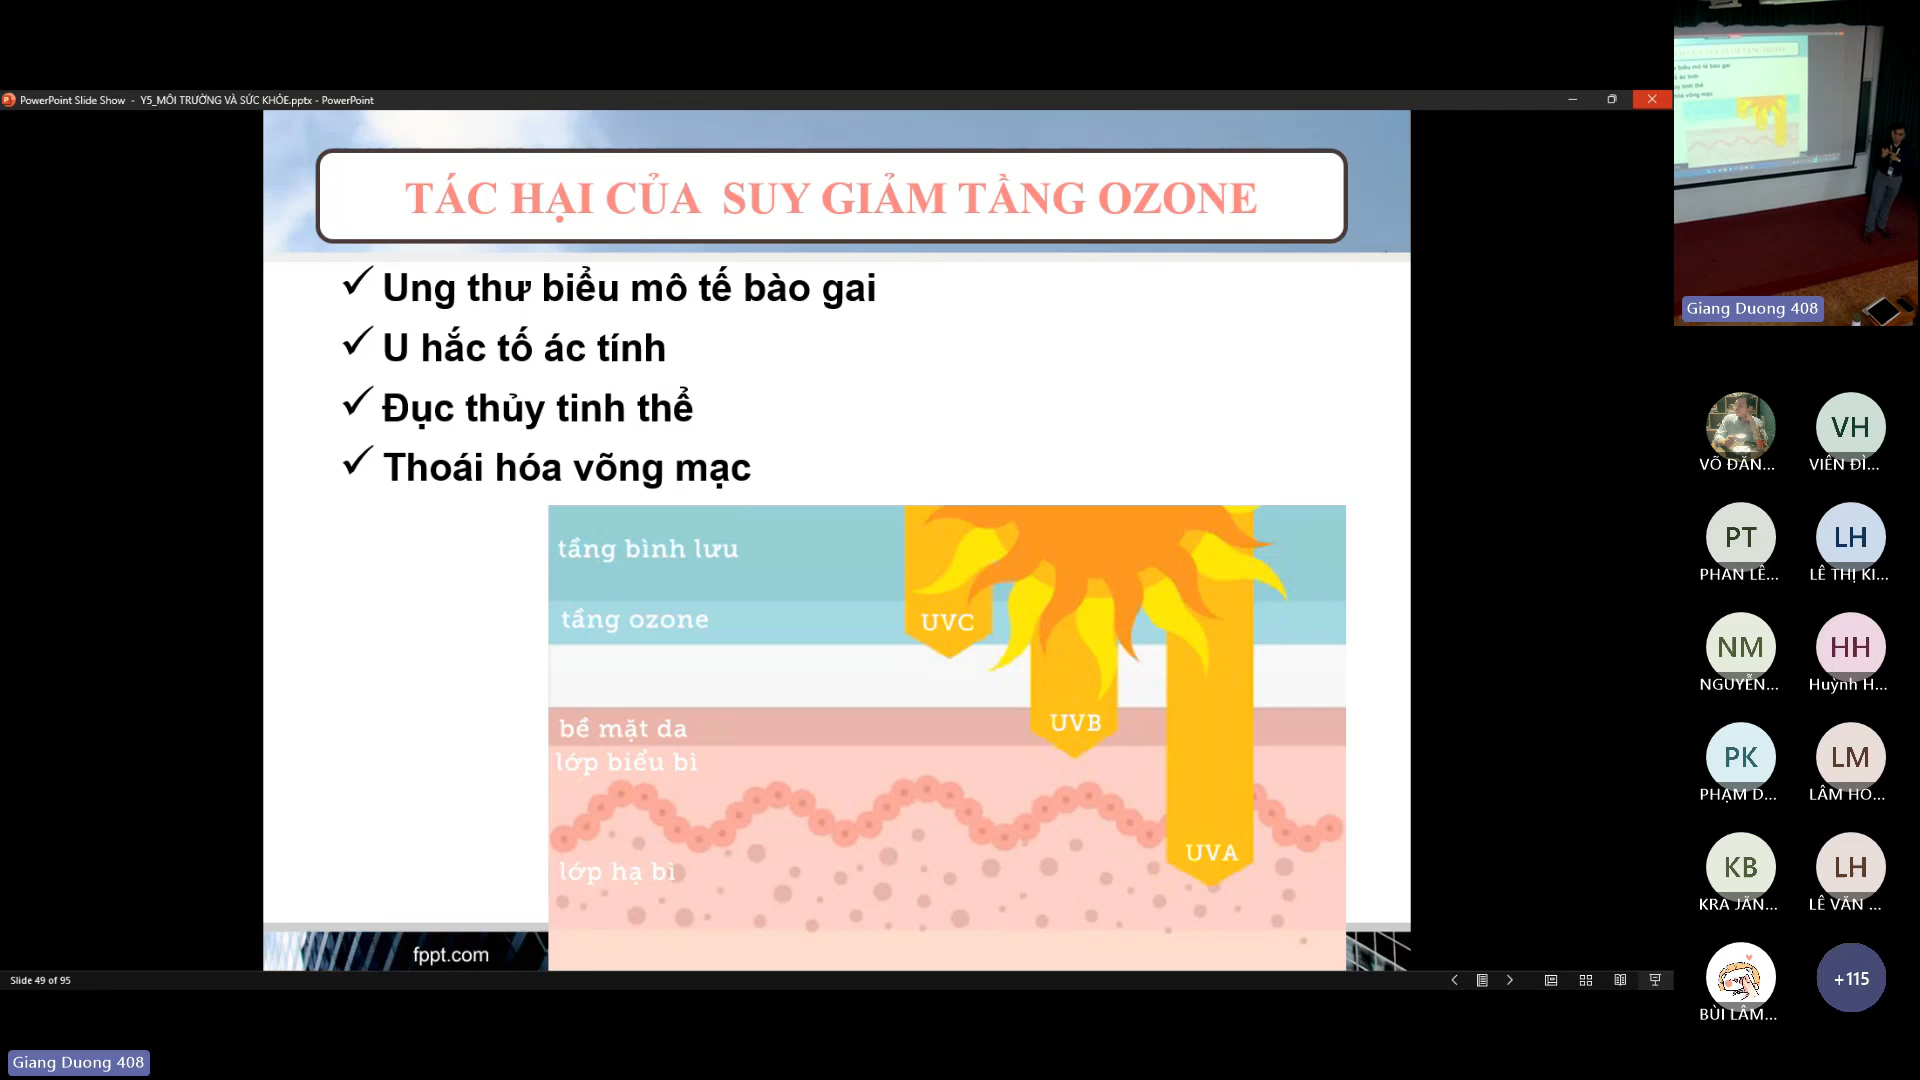 PowerPoint Slide Show - Y5_MÔI TRƯỜNG VÀ SỨC KHỎE.pptx - PowerPoint
TÁC HẠI CỦA SUY GIẢM TẦNG OZONE
✓ Ung thư biểu mô tế bào gai
✓ U hắc tố ác tính
✓ Đục thủy tinh thể
✓ Thoái hóa võng mạc
tầng bình lưu
tầng ozone
UVC
bề mặt da
UVB
lớp biểu bì
UVA
lớp hạ bì
fppt.com
Slide 49 of 95
Giang Duong 408
Giang Duong 408
VH
VÕ ĐĂN...
VIÊN ĐÌ...
PT
LH
PHAN LÊ...
LÊ THỊ KI...
NM
HH
NGUYỄN...
Huỳnh H...
PK
LM
PHẠM D...
LÂM HO...
KB
LH
KRA JĂN...
LÊ VĂN ...
+115
BÙI LÂM...